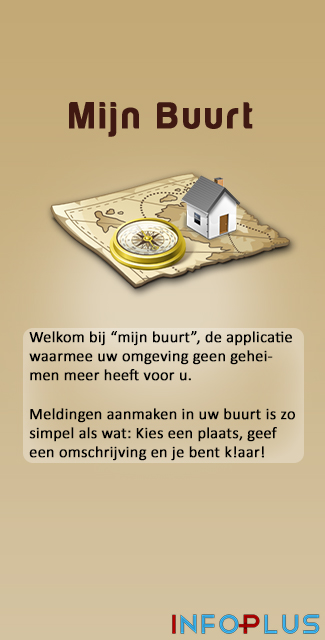 Mijn Buurt
Welkom bij “mijn buurt”, de applicatie
waarmee uw omgeving geen gehei-
men meer heeft voor u.
Meldingen aanmaken in uw buurt is zo
simpel als wat: Kies een plaats, geef
een omschrijving en je bent k!aar!
INFOPLUS